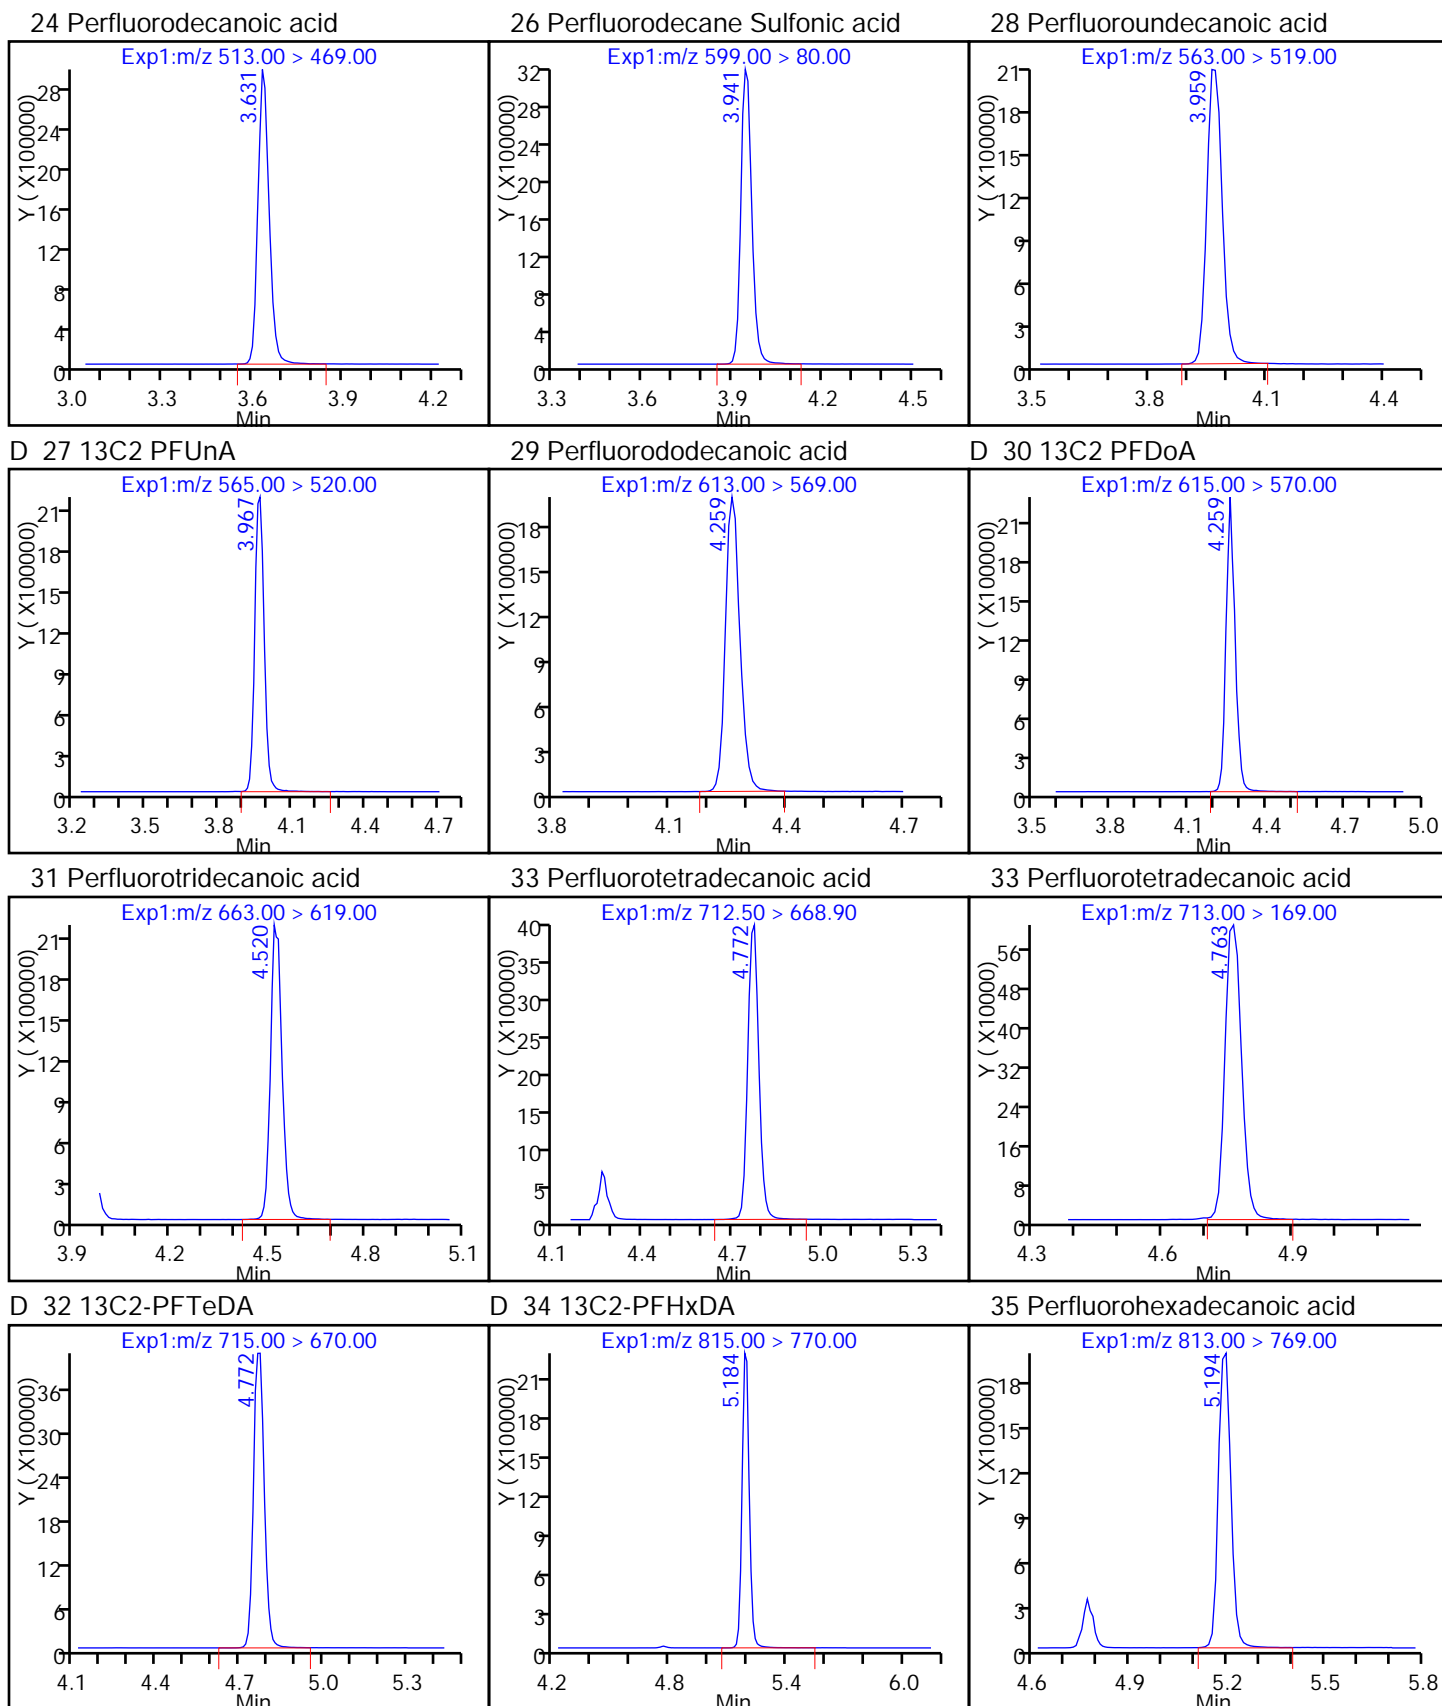 24 Perfluorodecanoic acid
Exp1:m/z 513.00 > 469.00
Y ( X100000)
28
24
20
16
12
8
4
0
3.631
3.0 3.3 3.6 3.9 4.2
Min
26 Perfluorodecane Sulfonic acid
Exp1:m/z 599.00 > 80.00
Y ( X100000)
32
28
24
20
16
12
8
4
0
3.941
3.3 3.6 3.9 4.2 4.5
Min
28 Perfluoroundecanoic acid
Exp1:m/z 563.00 > 519.00
Y ( X100000)
21
18
15
12
9
6
3
0
3.959
3.5 3.8 4.1 4.4
Min
D 27 13C2 PFUnA
Exp1:m/z 565.00 > 520.00
Y ( X100000)
21
18
15
12
9
6
3
0
3.967
3.2 3.5 3.8 4.1 4.4 4.7
Min
29 Perfluorododecanoic acid
Exp1:m/z 613.00 > 569.00
Y ( X100000)
18
15
12
9
6
3
0
4.259
3.8 4.1 4.4 4.7
Min
D 30 13C2 PFDoA
Exp1:m/z 615.00 > 570.00
Y ( X100000)
21
18
15
12
9
6
3
0
4.259
3.5 3.8 4.1 4.4 4.7 5.0
Min
31 Perfluorotridecanoic acid
Exp1:m/z 663.00 > 619.00
Y ( X100000)
21
18
15
12
9
6
3
0
4.520
3.9 4.2 4.5 4.8 5.1
Min
33 Perfluorotetradecanoic acid
Exp1:m/z 712.50 > 668.90
Y ( X100000)
40
35
30
25
20
15
10
5
0
4.772
4.1 4.4 4.7 5.0 5.3
Min
33 Perfluorotetradecanoic acid
Exp1:m/z 713.00 > 169.00
Y ( X10000)
56
48
40
32
24
16
8
0
4.763
4.3 4.6 4.9
Min
D 32 13C2-PFTeDA
Exp1:m/z 715.00 > 670.00
Y ( X100000)
36
30
24
18
12
6
0
4.772
4.1 4.4 4.7 5.0 5.3
Min
D 34 13C2-PFHxDA
Exp1:m/z 815.00 > 770.00
Y ( X100000)
21
18
15
12
9
6
3
0
5.184
4.2 4.8 5.4 6.0
Min
35 Perfluorohexadecanoic acid
Exp1:m/z 813.00 > 769.00
Y ( X100000)
18
15
12
9
6
3
0
5.194
4.6 4.9 5.2 5.5 5.8
Min